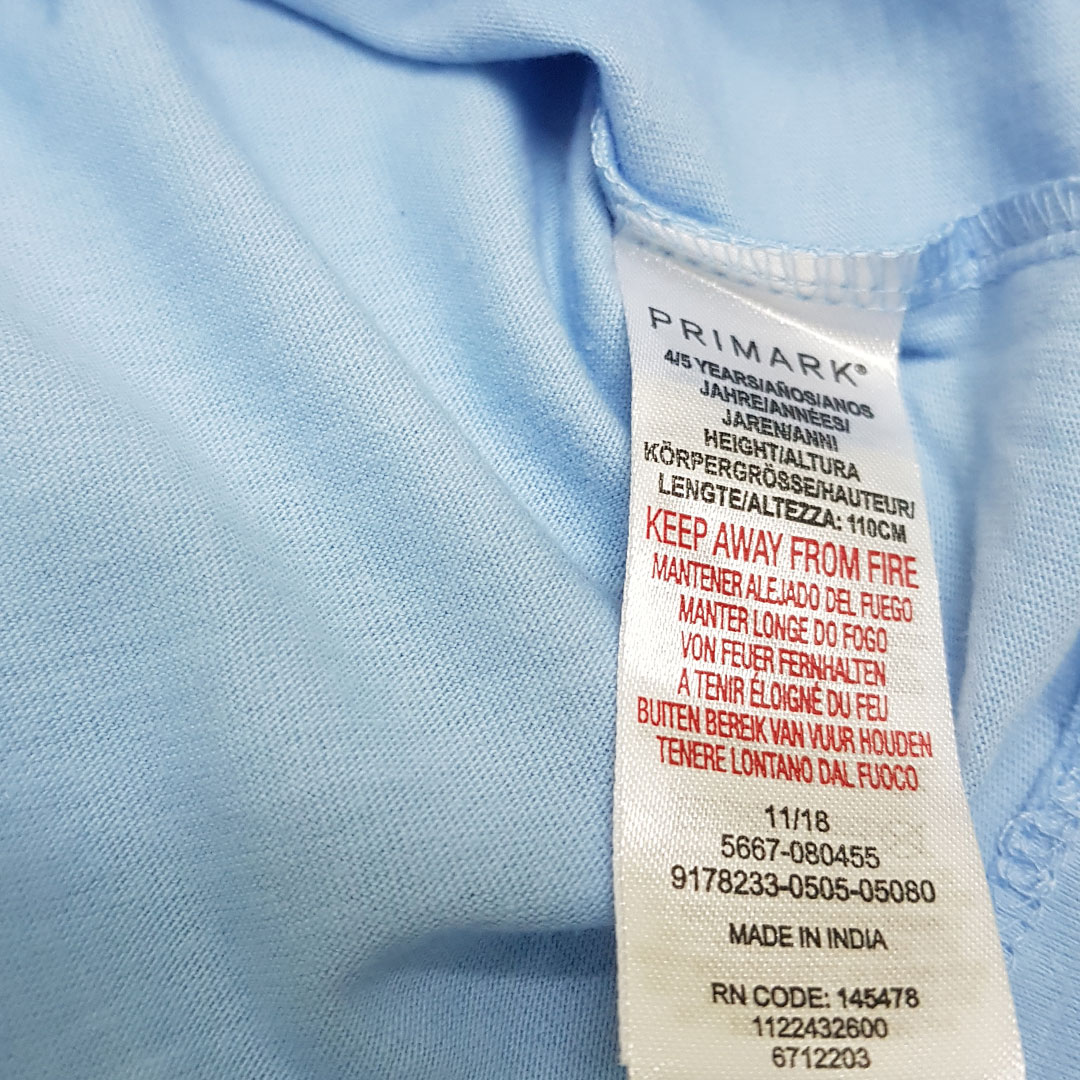 PRIMARK®
4/5 YEARS/AÑOS/ANOS
JAHRE/ANNÉES/
JAREN/ANNI
HEIGHT/ALTURA
KÖRPERGRÖSSE/HAUTEUR/
LENGTE/ALTEZZA: 110CM
KEEP AWAY FROM FIRE
MANTENER ALEJADO DEL FUEGO
MANTER LONGE DO FOGO
VON FEUER FERNHALTEN
A TENIR ÉLOIGNÉ DU FEU
BUITEN BEREIK VAN VUUR HOUDEN
TENERE LONTANO DAL FUOCO
11/18
5667-080455
9178233-0505-05080
MADE IN INDIA
RN CODE: 145478
1122432600
6712203